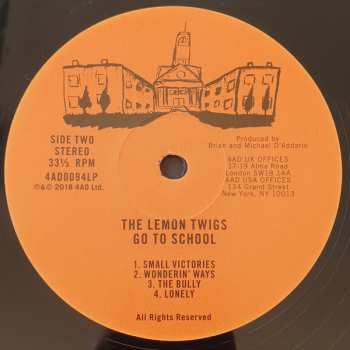 SIDE TWO
STEREO
33⅓ RPM
4AD0094LP
℗&© 2018 4AD Ltd.
Produced by
Brian and Michael D'Addario
4AD UK OFFICES
17-19 Alma Road
London SW18 1AA
4AD USA OFFICES
134 Grand Street
New York, NY 10013
THE LEMON TWIGS
GO TO SCHOOL
1. SMALL VICTORIES
2. WONDERIN' WAYS
3. THE BULLY
4. LONELY
All Rights Reserved